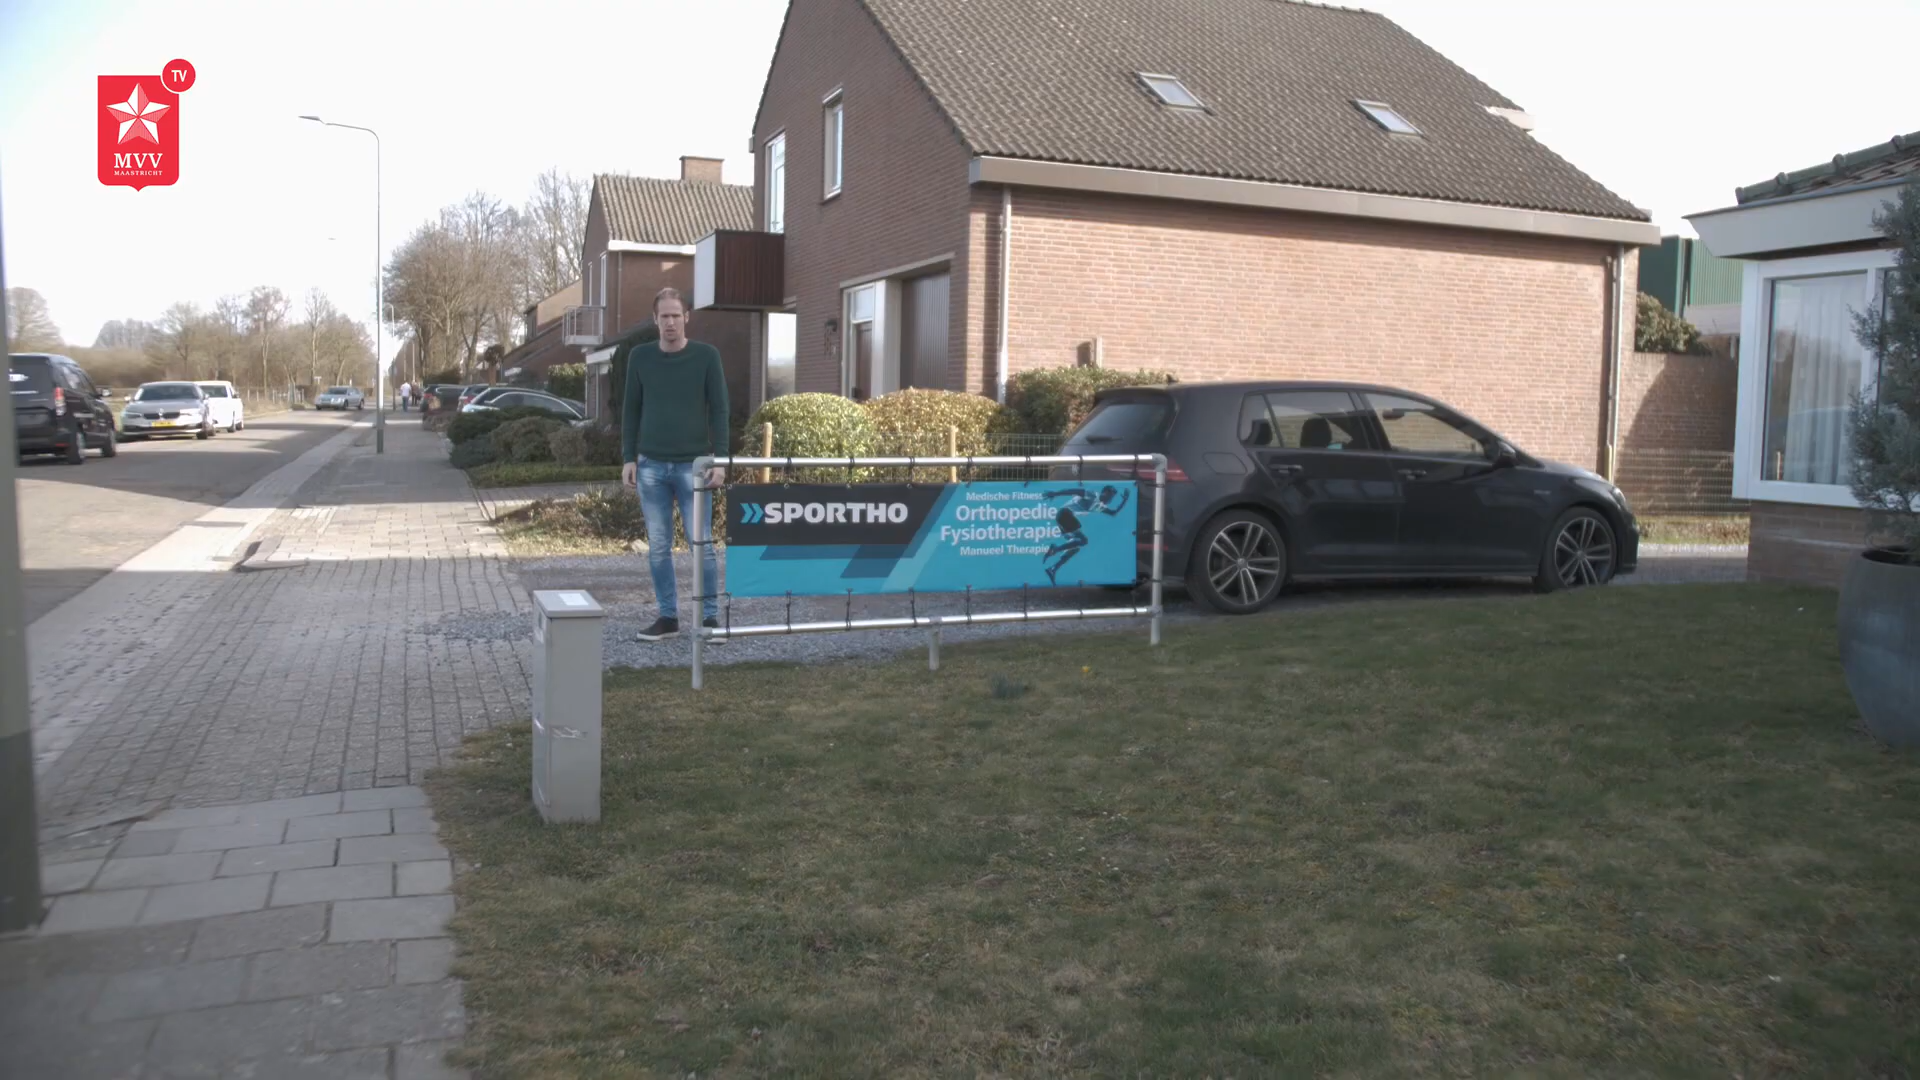 TV
MVV
MAASTRICHT
SPORTHO
Medische Fitness
Orthopedie
Fysiotherapie
Manueel Therapie